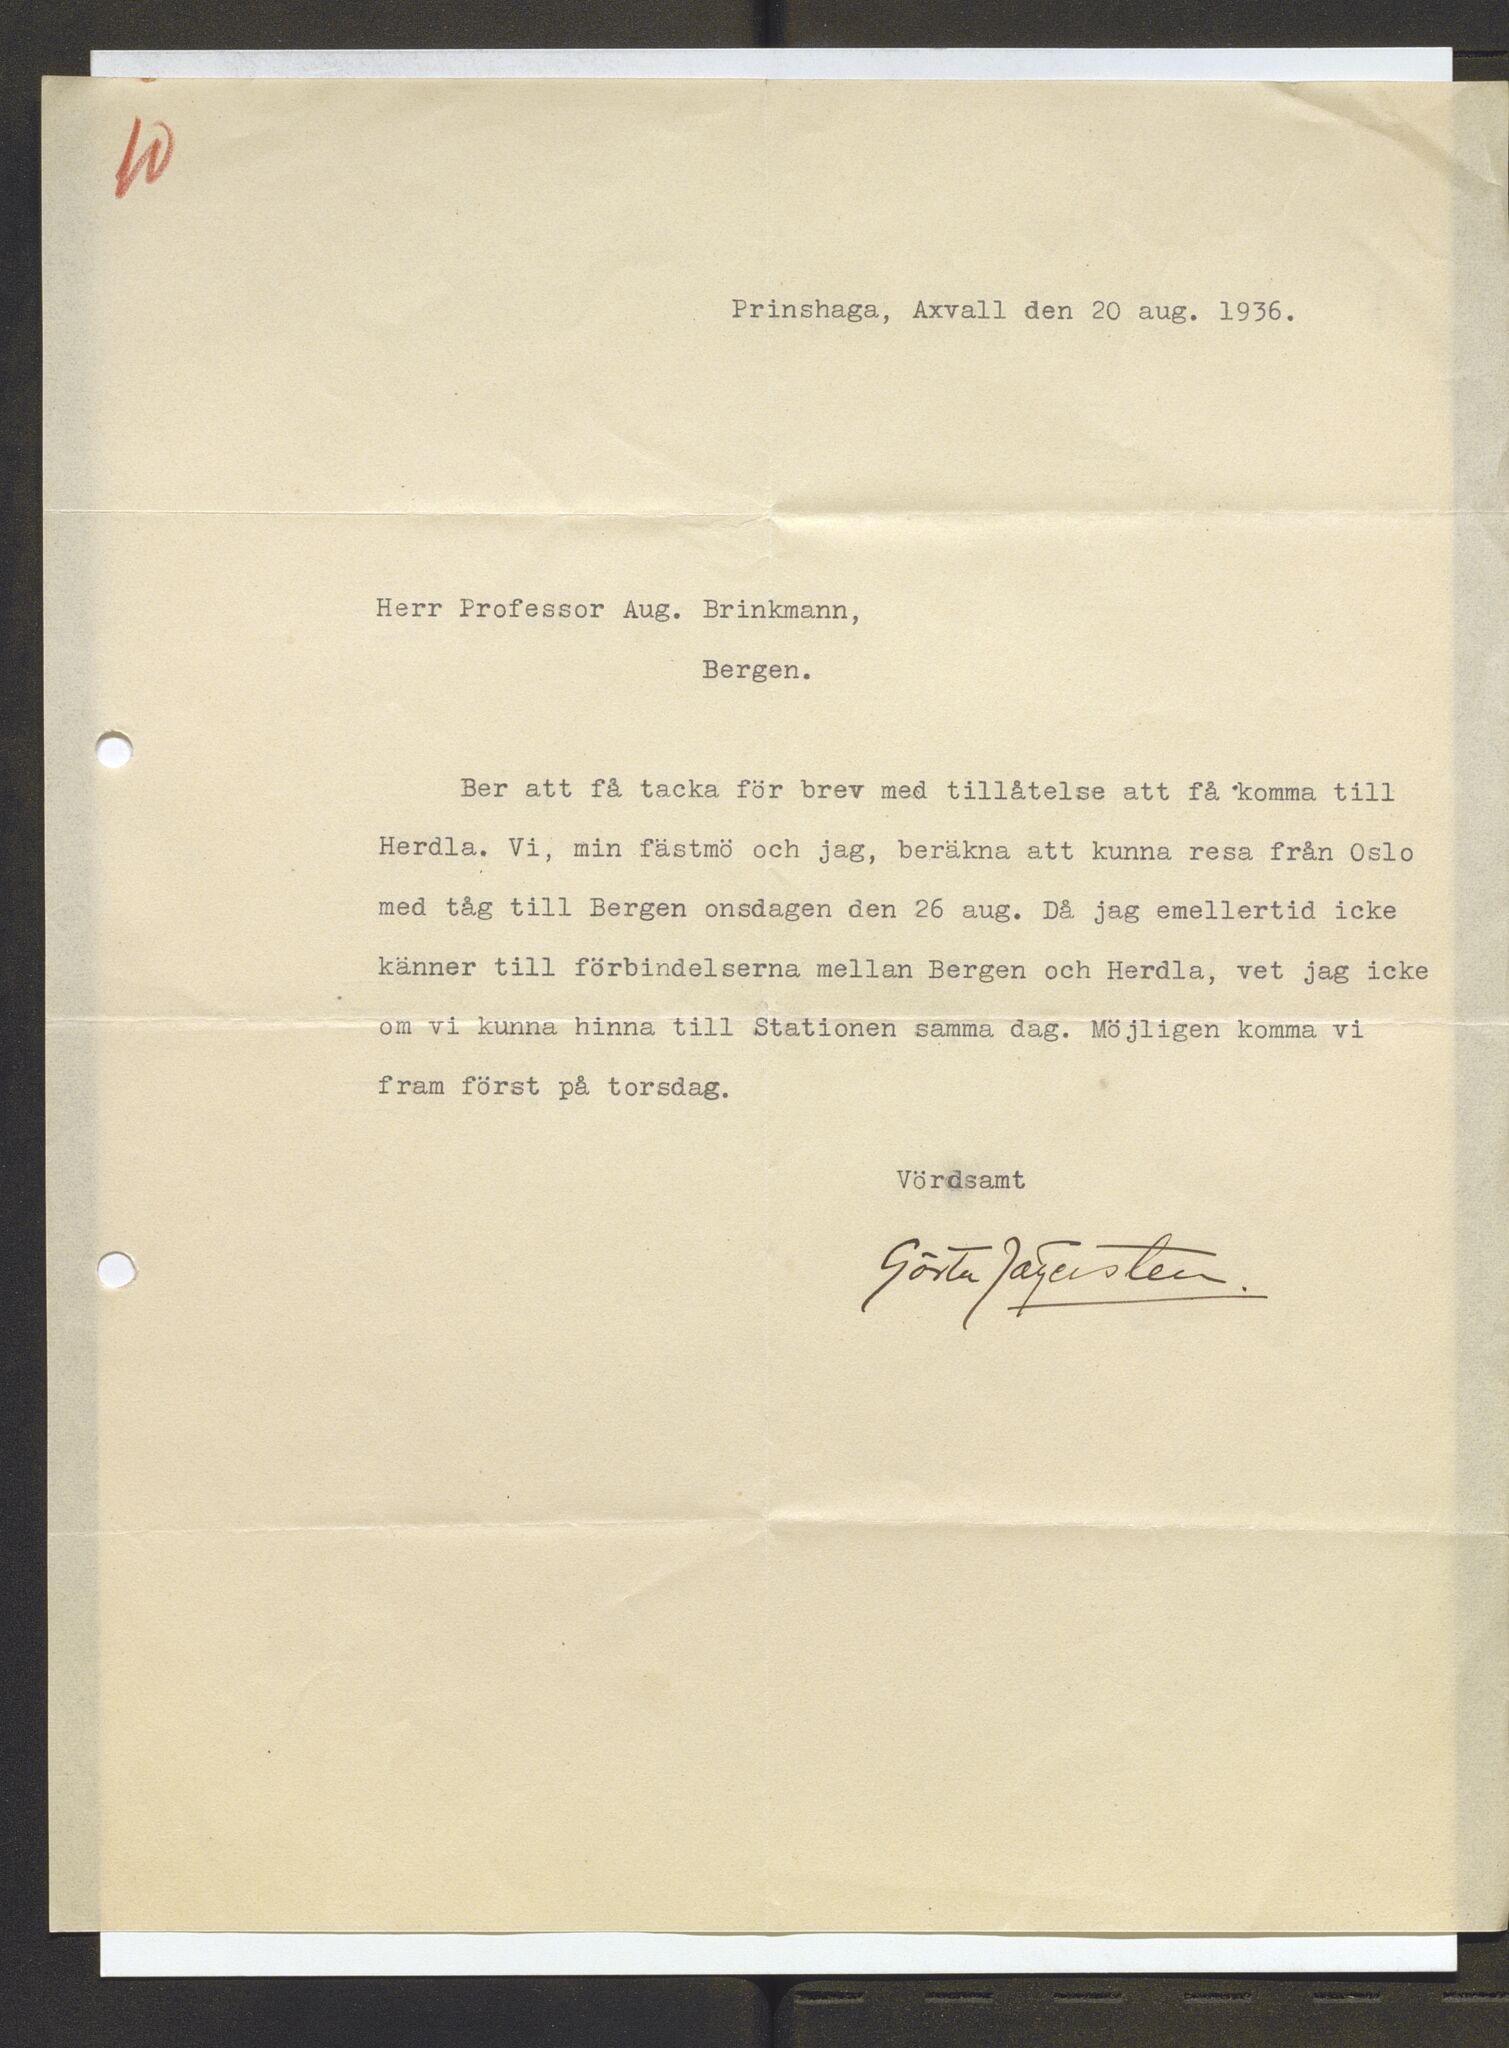 10
Prinshaga, Axvall den 20 aug. 1936.
Herr Professor Aug. Brinkmann,
Bergen.
Ber att få tacka för brev med tillåtelse att få komma till
Herdla. Vi, min fästmö och jag, beräkna att kunna resa från Oslo
med tåg till Bergen onsdagen den 26 aug. Då jag emellertid icke
känner till förbindelserna mellan Bergen och Herdla, vet jag icke
om vi kunna hinna till Stationen samma dag. Möjligen komma vi
fram först på torsdag.
Vördsamt
Gösta Jägersten.